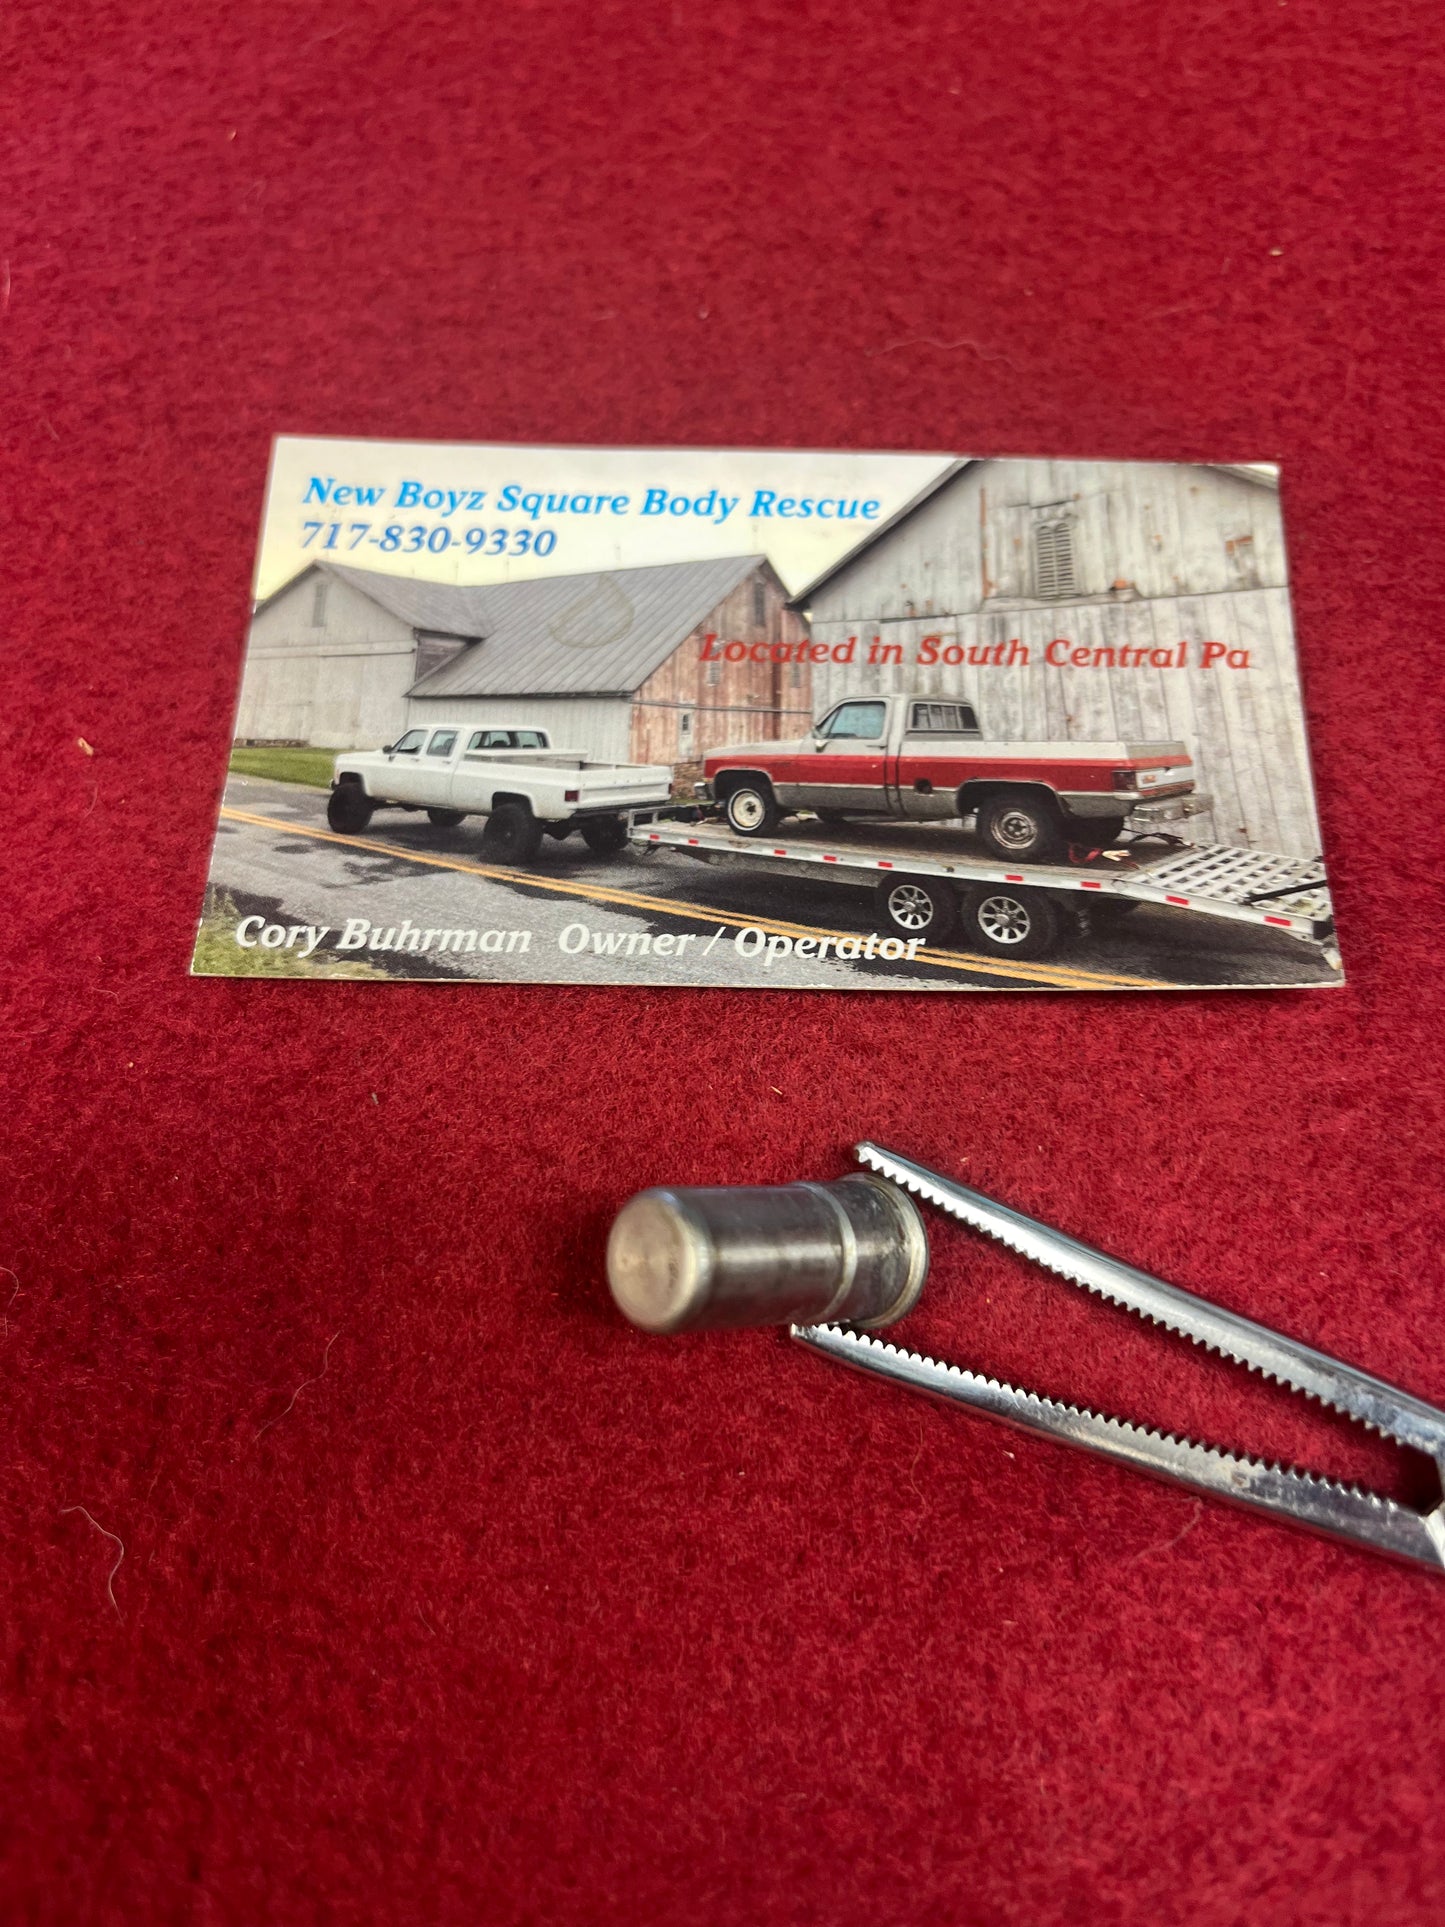 New Boyz Square Body Rescue
717-830-9330
Located in South Central Pa
Cory Buhrman Owner / Operator